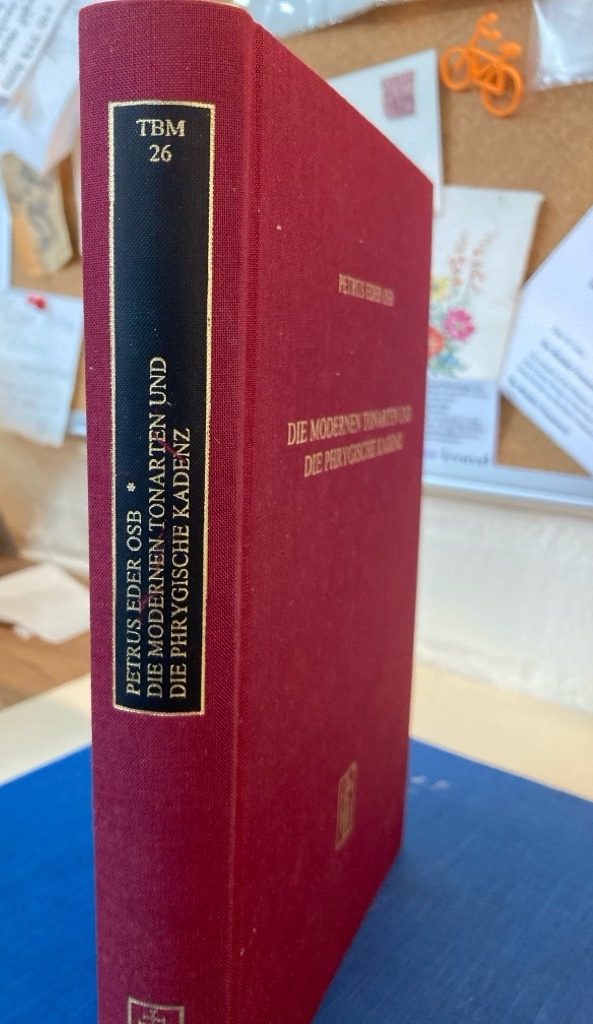 TBM
26
PETRUS EDER OSB *
DIE MODERNEN TONARTEN UND
DIE PHRYGISCHE KADENZ
PETRUS EDER OSB
DIE MODERNEN TONARTEN UND
DIE PHRYGISCHE KADENZ